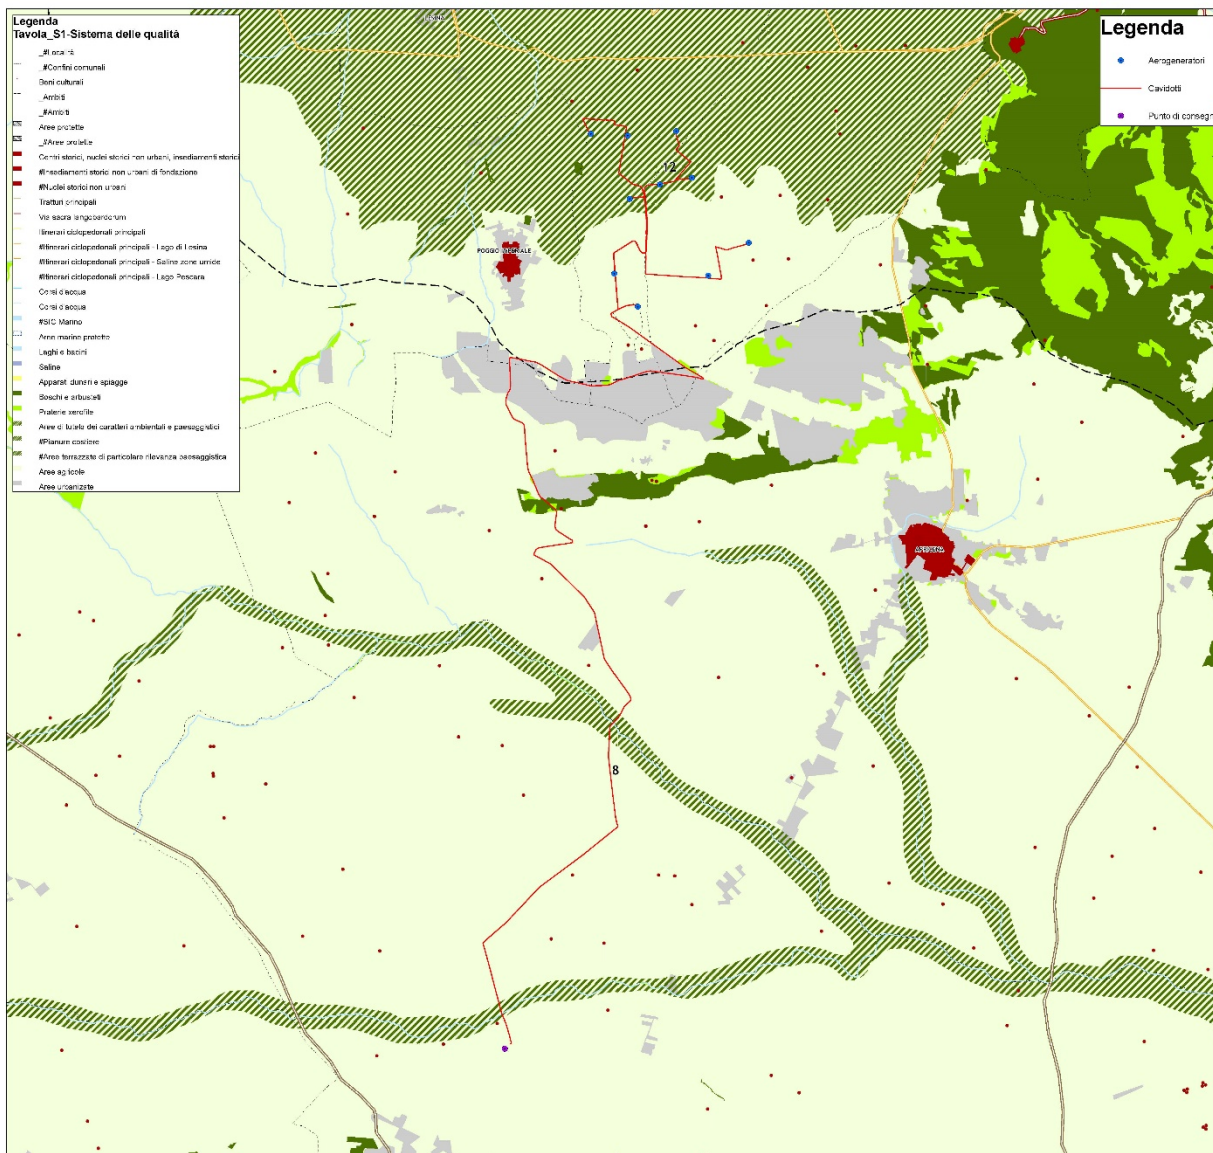 Legenda
Tavola_S1-Sistema delle qualità
_#Località
_#Confini comunali
Beni culturali
_Ambiti
_#Ambiti
Aree protette
_#Aree protette
Centri storici, nuclei storici non urbani, insediamenti storici
#Insediamenti storici non urbani di fondazione
#Nuclei storici non urbani
Tratturi principali
Via sacra langobardorum
Itinerari ciclopedonali principali
#Itinerari ciclopedonali principali - Lago di Lesina
#Itinerari ciclopedonali principali - Saline zone umide
#Itinerari ciclopedonali principali - Lago Pescara
Corsi d'acqua
Corsi d'acqua
#SIC Marino
Aree marine protette
Laghi e bacini
Saline
Apparati dunari e spiagge
Boschi e arbusteti
Praterie xerofile
Aree di tutela dei caratteri ambientali e paesaggistici
#Pianure costiere
#Aree terrazzate di particolare rilevanza paesaggistica
Aree agricole
Aree urbanizzate
Legenda
Aerogeneratori
Cavidotti
Punto di consegn
LESINA
12
POGGIO IMPERIALE
APRICENA
8